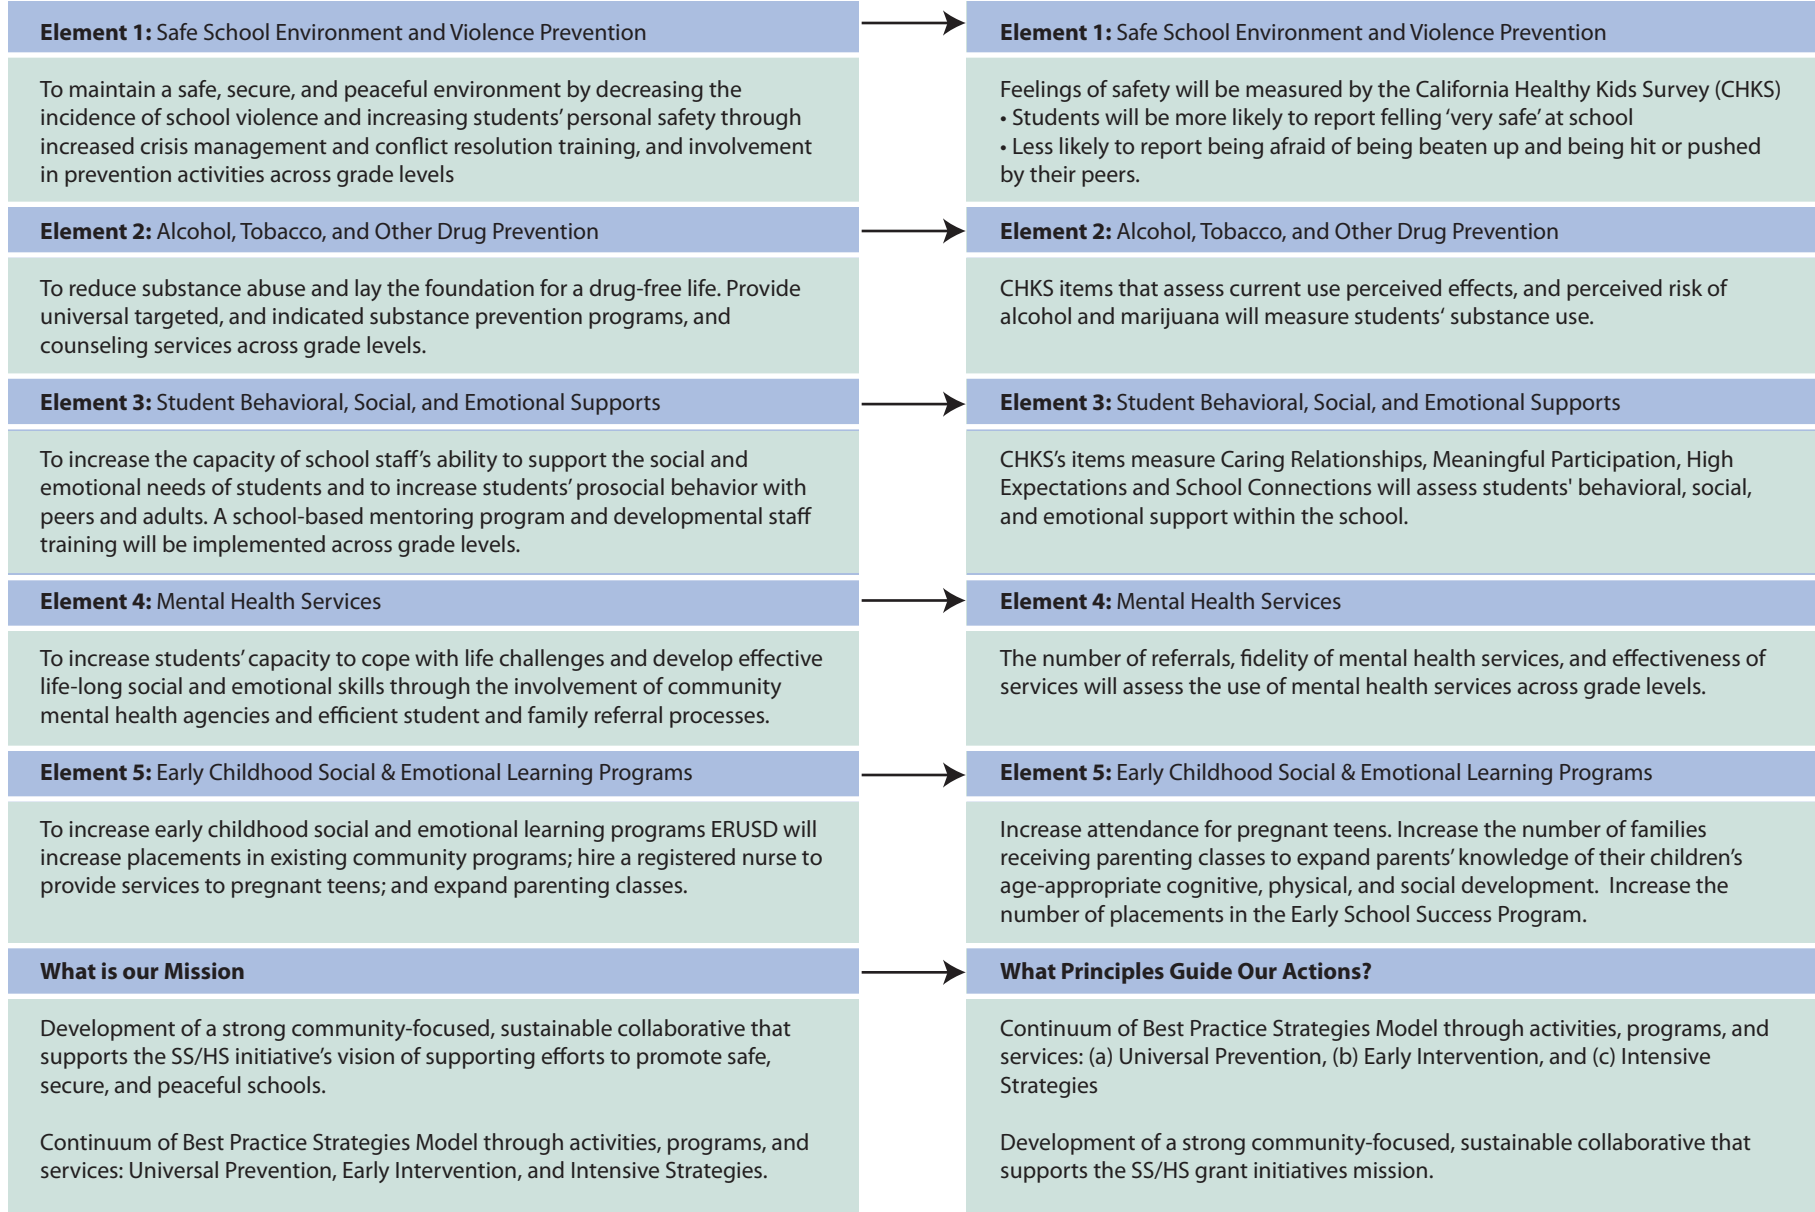 Element 1: Safe School Environment and Violence Prevention
To maintain a safe, secure, and peaceful environment by decreasing the
incidence of school violence and increasing students’ personal safety through
increased crisis management and conflict resolution training, and involvement
in prevention activities across grade levels
Element 1: Safe School Environment and Violence Prevention
Feelings of safety will be measured by the California Healthy Kids Survey (CHKS)
• Students will be more likely to report felling ‘very safe’ at school
• Less likely to report being afraid of being beaten up and being hit or pushed
by their peers.
Element 2: Alcohol, Tobacco, and Other Drug Prevention
To reduce substance abuse and lay the foundation for a drug-free life. Provide
universal targeted, and indicated substance prevention programs, and
counseling services across grade levels.
Element 2: Alcohol, Tobacco, and Other Drug Prevention
CHKS items that assess current use perceived effects, and perceived risk of
alcohol and marijuana will measure students‘ substance use.
Element 3: Student Behavioral, Social, and Emotional Supports
To increase the capacity of school staff’s ability to support the social and
emotional needs of students and to increase students’ prosocial behavior with
peers and adults. A school-based mentoring program and developmental staff
training will be implemented across grade levels.
Element 3: Student Behavioral, Social, and Emotional Supports
CHKS’s items measure Caring Relationships, Meaningful Participation, High
Expectations and School Connections will assess students' behavioral, social,
and emotional support within the school.
Element 4: Mental Health Services
To increase students’ capacity to cope with life challenges and develop effective
life-long social and emotional skills through the involvement of community
mental health agencies and efficient student and family referral processes.
Element 4: Mental Health Services
The number of referrals, fidelity of mental health services, and effectiveness of
services will assess the use of mental health services across grade levels.
Element 5: Early Childhood Social & Emotional Learning Programs
To increase early childhood social and emotional learning programs ERUSD will
increase placements in existing community programs; hire a registered nurse to
provide services to pregnant teens; and expand parenting classes.
Element 5: Early Childhood Social & Emotional Learning Programs
Increase attendance for pregnant teens. Increase the number of families
receiving parenting classes to expand parents’ knowledge of their children’s
age-appropriate cognitive, physical, and social development. Increase the
number of placements in the Early School Success Program.
What is our Mission
Development of a strong community-focused, sustainable collaborative that
supports the SS/HS initiative’s vision of supporting efforts to promote safe,
secure, and peaceful schools.
Continuum of Best Practice Strategies Model through activities, programs, and
services: Universal Prevention, Early Intervention, and Intensive Strategies.
What Principles Guide Our Actions?
Continuum of Best Practice Strategies Model through activities, programs, and
services: (a) Universal Prevention, (b) Early Intervention, and (c) Intensive
Strategies
Development of a strong community-focused, sustainable collaborative that
supports the SS/HS grant initiatives mission.